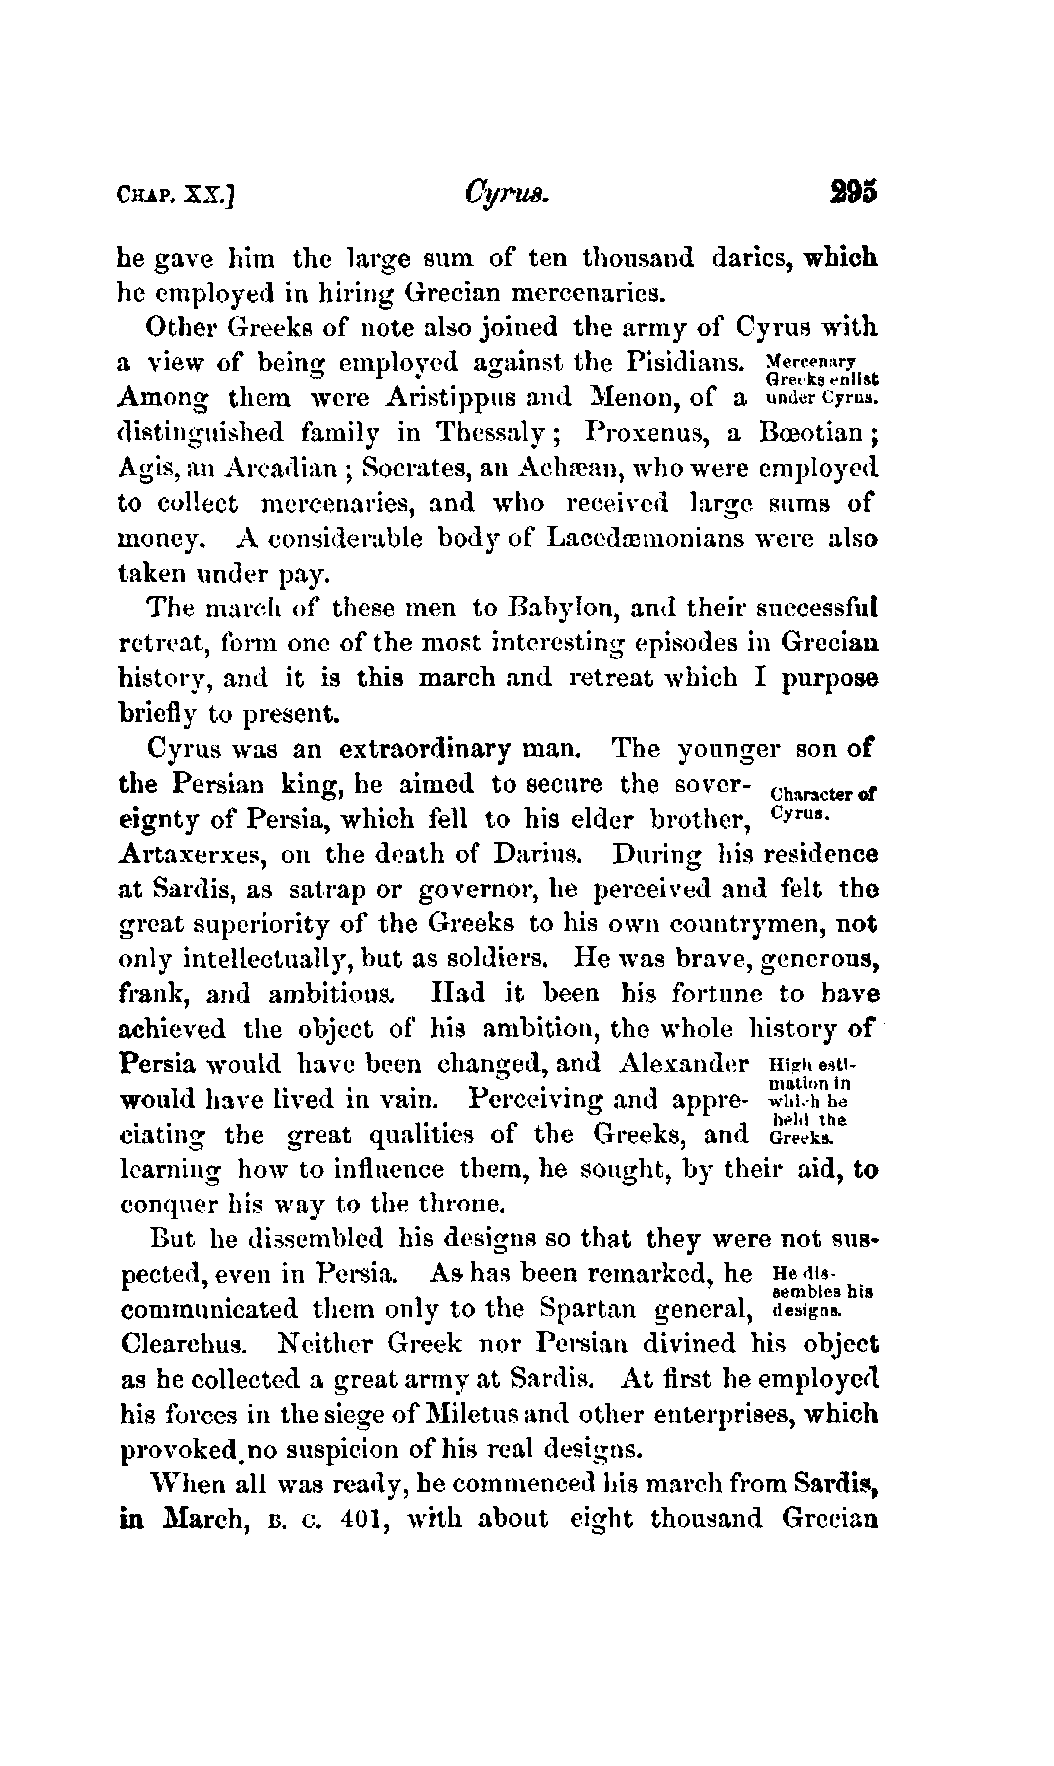 CHAP. XX.] Cyrus. 295
he gave him the large sum of ten thousand darics, which
he employed in hiring Grecian mercenaries.
Other Greeks of note also joined the army of Cyrus with
a view of being employed against the Pisidians.
Mercenary
Greeks enlist
under Cyrus.
Among them were Aristippus and Menon, of a
distinguished family in Thessaly; Proxenus, a Bœotian;
Agis, an Arcadian; Socrates, an Achæan, who were employed
to collect mercenaries, and who received large sums of
money. A considerable body of Lacedæmonians were also
taken under pay.
The march of these men to Babylon, and their successful
retreat, form one of the most interesting episodes in Grecian
history, and it is this march and retreat which I purpose
briefly to present.
Cyrus was an extraordinary man. The younger son of
the Persian king, he aimed to secure the sover-
Character of
Cyrus.
eignty of Persia, which fell to his elder brother,
Artaxerxes, on the death of Darius. During his residence
at Sardis, as satrap or governor, he perceived and felt the
great superiority of the Greeks to his own countrymen, not
only intellectually, but as soldiers. He was brave, generous,
frank, and ambitious. Had it been his fortune to have
achieved the object of his ambition, the whole history of
Persia would have been changed, and Alexander
High esti-
mation in
which he
held the
Greeks.
would have lived in vain. Perceiving and appre-
ciating the great qualities of the Greeks, and
learning how to influence them, he sought, by their aid, to
conquer his way to the throne.
But he dissembled his designs so that they were not sus-
pected, even in Persia. As has been remarked, he
He dis-
sembles his
designs.
communicated them only to the Spartan general,
Clearchus. Neither Greek nor Persian divined his object
as he collected a great army at Sardis. At first he employed
his forces in the siege of Miletus and other enterprises, which
provoked no suspicion of his real designs.
When all was ready, he commenced his march from Sardis,
in March, B. C. 401, with about eight thousand Grecian